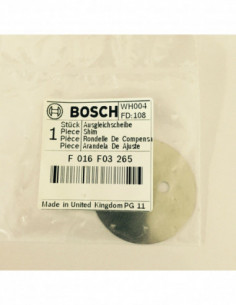 BOSCH
WH004
FD:108
1
Stück Ausgleichscheibe
Piece Shim
Pièce Rondelle De Compensa
Pieza Arandela De Ajuste
F 016 F03 265
Made in United Kingdom PG 11